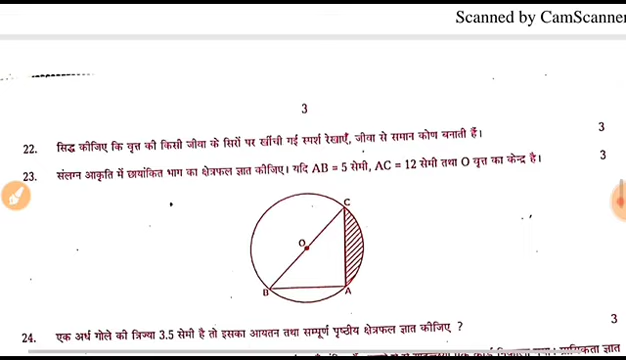 Scanned by CamScanner
3
22. सिद्ध कीजिए कि वृत्त की किसी जीवा के सिरों पर खींची गई स्पर्श रेखाएँ, जीवा से समान कोण बनाती हैं। 3
23. संलग्न आकृति में छायांकित भाग का क्षेत्रफल ज्ञात कीजिए। यदि AB = 5 सेमी, AC = 12 सेमी तथा O वृत्त का केन्द्र है। 3
C
O
B A
24. एक अर्ध गोले की त्रिज्या 3.5 सेमी है तो इसका आयतन तथा सम्पूर्ण पृष्ठीय क्षेत्रफल ज्ञात कीजिए ? 3
ज्ञात